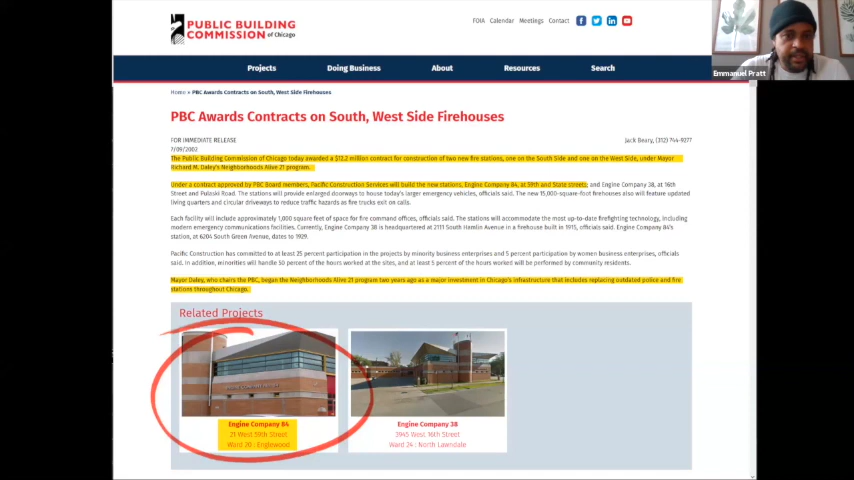 PUBLIC BUILDING
COMMISSION
of Chicago
FOIA Calendar Meetings Contact
Emmanuel Pratt
Projects Doing Business About Resources Search
Home » PBC Awards Contracts on South, West Side Firehouses
PBC Awards Contracts on South, West Side Firehouses
FOR IMMEDIATE RELEASE Jack Beary, (312) 744-9277
7/09/2002
The Public Building Commission of Chicago today awarded a $12.2 million contract for construction of two new fire stations, one on the South Side and one on the West Side, under Mayor
Richard M. Daley's Neighborhoods Alive 21 program.
Under a contract approved by PBC Board members, Pacific Construction Services will build the new stations, Engine Company 84, at 59th and State streets; and Engine Company 38, at 16th
Street and Pulaski Road. The stations will provide enlarged doorways to house today's larger emergency vehicles, officials said. The new 15,000-square-foot firehouses also will feature updated
living quarters and circular driveways to reduce traffic hazards as fire trucks exit on calls.
Each facility will include approximately 1,000 square feet of space for fire command offices, officials said. The stations will accommodate the most up-to-date firefighting technology, including
modern emergency communications facilities. Currently, Engine Company 38 is headquartered at 2111 South Hamlin Avenue in a firehouse built in 1915, officials said. Engine Company 84's
station, at 6204 South Green Avenue, dates to 1929.
Pacific Construction has committed to at least 25 percent participation in the projects by minority business enterprises and 5 percent participation by women business enterprises, officials
said. In addition, minorities will handle 50 percent of the hours worked at the sites, and at least 5 percent of the hours worked will be performed by community residents.
Mayor Daley, who chairs the PBC, began the Neighborhoods Alive 21 program two years ago as a major investment in Chicago's infrastructure that includes replacing outdated police and fire
stations throughout Chicago.
Related Projects
Engine Company 84
21 West 59th Street
Ward 20 : Englewood
Engine Company 38
3945 West 16th Street
Ward 24 : North Lawndale